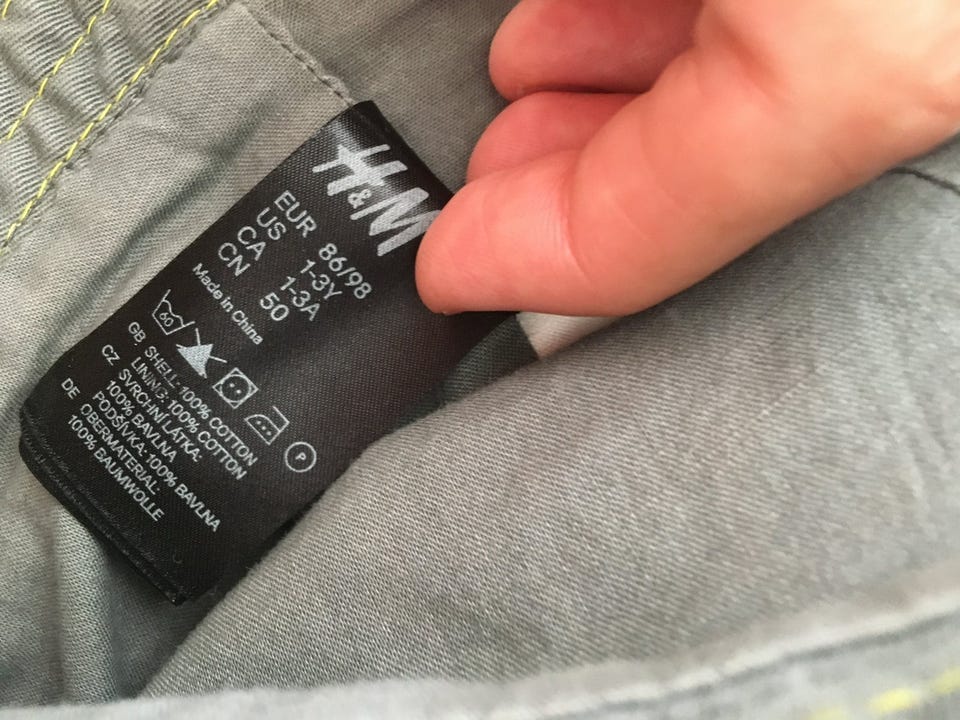 H&M
EUR 86/98
US 1-3Y
CA 1-3A
CN 50
Made in China
60
P
GB SHELL: 100% COTTON
LINING: 100% COTTON
CZ SVRCHNÍ LÁTKA:
100% BAVLNA
PODŠÍVKA: 100% BAVLNA
DE OBERMATERIAL:
100% BAUMWOLLE